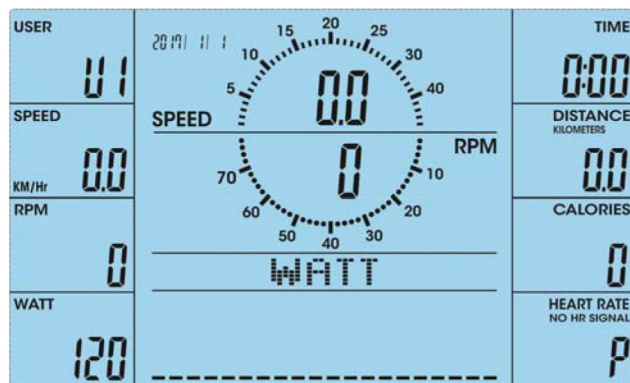 USER
U 1
SPEED
KM/Hr 0.0
RPM
0
WATT
120
2017/ 1/ 1
5 10 15 20 25 30 40
0.0
SPEED
RPM
0
70 60 50 40 30 20 10
WATT
TIME
0:00
DISTANCE
KILOMETERS
0.0
CALORIES
0
HEART RATE
NO HR SIGNAL
P